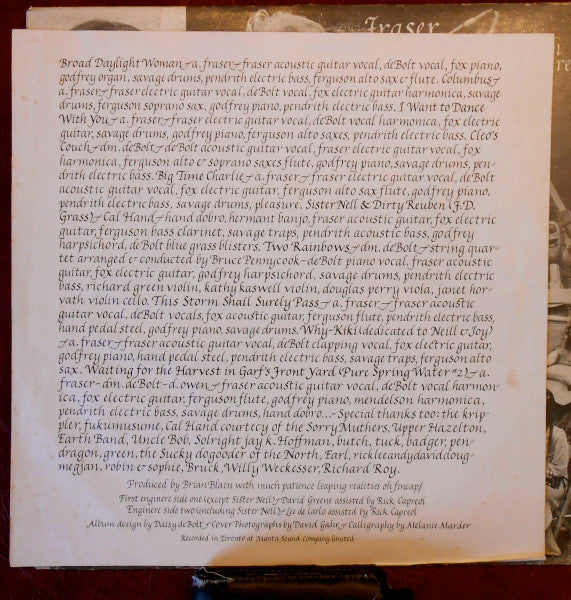 Fraser
Broad Daylight Woman-a. fraser-fraser acoustic guitar vocal, deBolt vocal, fox piano,
godfrey organ, savage drums, pendrith electric bass, ferguson alto sax & flute. Columbus-
a. fraser-fraser electric guitar vocal. deBolt vocal, fox electric guitar harmonica, savage
drums, ferguson soprano sax. godfrey piano, pendrith electric bass. I Want to Dance
With You-a. fraser-fraser electric guitar vocal, deBolt vocal harmonica, fox electric
guitar, savage drums, godfrey piano, ferguson alto saxes, pendrith electric bass. Cleo's
Couch-dm. deBolt-deBolt acoustic guitar vocal, fraser electric guitar vocal, fox
harmonica, ferguson alto & soprano saxes flute, godfrey piano, savage drums, pen-
drith electric bass. Big Time Charlie-a. fraser-fraser electric guitar vocal, deBolt
acoustic guitar vocal, fox electric guitar, ferguson alto sax flute, godfrey piano,
pendrith electric bass, savage drums, pleasure. Sister Nell & Dirty Reuben (J.D.
Grass)-Cal Hand-hand dobro, hermant banjo, fraser acoustic guitar, fox electric
guitar, ferguson bass clarinet, savage traps, pendrith acoustic bass, godfrey
harpsichord, deBolt blue grass blisters. Two Rainbows-dm. deBolt-string quar-
tet arranged & conducted by Bruce Pennycook-deBolt piano vocal, fraser acoustic
guitar, fox electric guitar, godfrey harpsichord, savage drums, pendrith electric
bass, richard green violin, kathy kaswell violin, douglas perry viola, janet hor-
vath violin cello. This Storm Shall Surely Pass-a. fraser-fraser acoustic
guitar vocal, deBolt vocals, fox acoustic guitar, ferguson flute, pendrith electric bass,
hand pedal steel, godfrey piano, savage drums. Why-Kiki (dedicated to Neill & Joy)
-a. fraser-fraser acoustic guitar vocal, deBolt clapping vocal, fox electric guitar,
godfrey piano, hand pedal steel, pendrith electric bass, savage traps, ferguson alto
sax. Waiting for the Harvest in Garf's Front Yard (Pure Spring Water #2)-a.
fraser-dm. deBolt-d. owen-fraser acoustic guitar vocal, deBolt vocal harmon-
ica, fox electric guitar, ferguson flute, godfrey piano, mendelson harmonica,
pendrith electric bass, savage drums, hand dobro...-Special thanks too: the krip-
pler, fukumusume, Cal Hand courtesy of the Sorry Muthers, Upper Hazelton,
Earth Band, Uncle Bob, Solright jay k. Hoffman, butch, tuck, badger, pen-
dragon, green, the Sucky dogooder of the North, Earl, rickleeandydaviddoug-
megjan, robin & sophie, Bruck, Willy Weckesser, Richard Roy.
Produced by Brian Blain with much patience leaping realities oh fincaps
First enginere side one (except Sister Nell)-David Greene assisted by Rick Capreol
Enginere side two (including Sister Nell)-Lee de Carlo assisted by Rick Capreol
Album design by Daisy deBolt-Cover Photographs by David Gahr-Calligraphy by Melanie Marder
Recorded in Toronto at Manta Sound Company limited